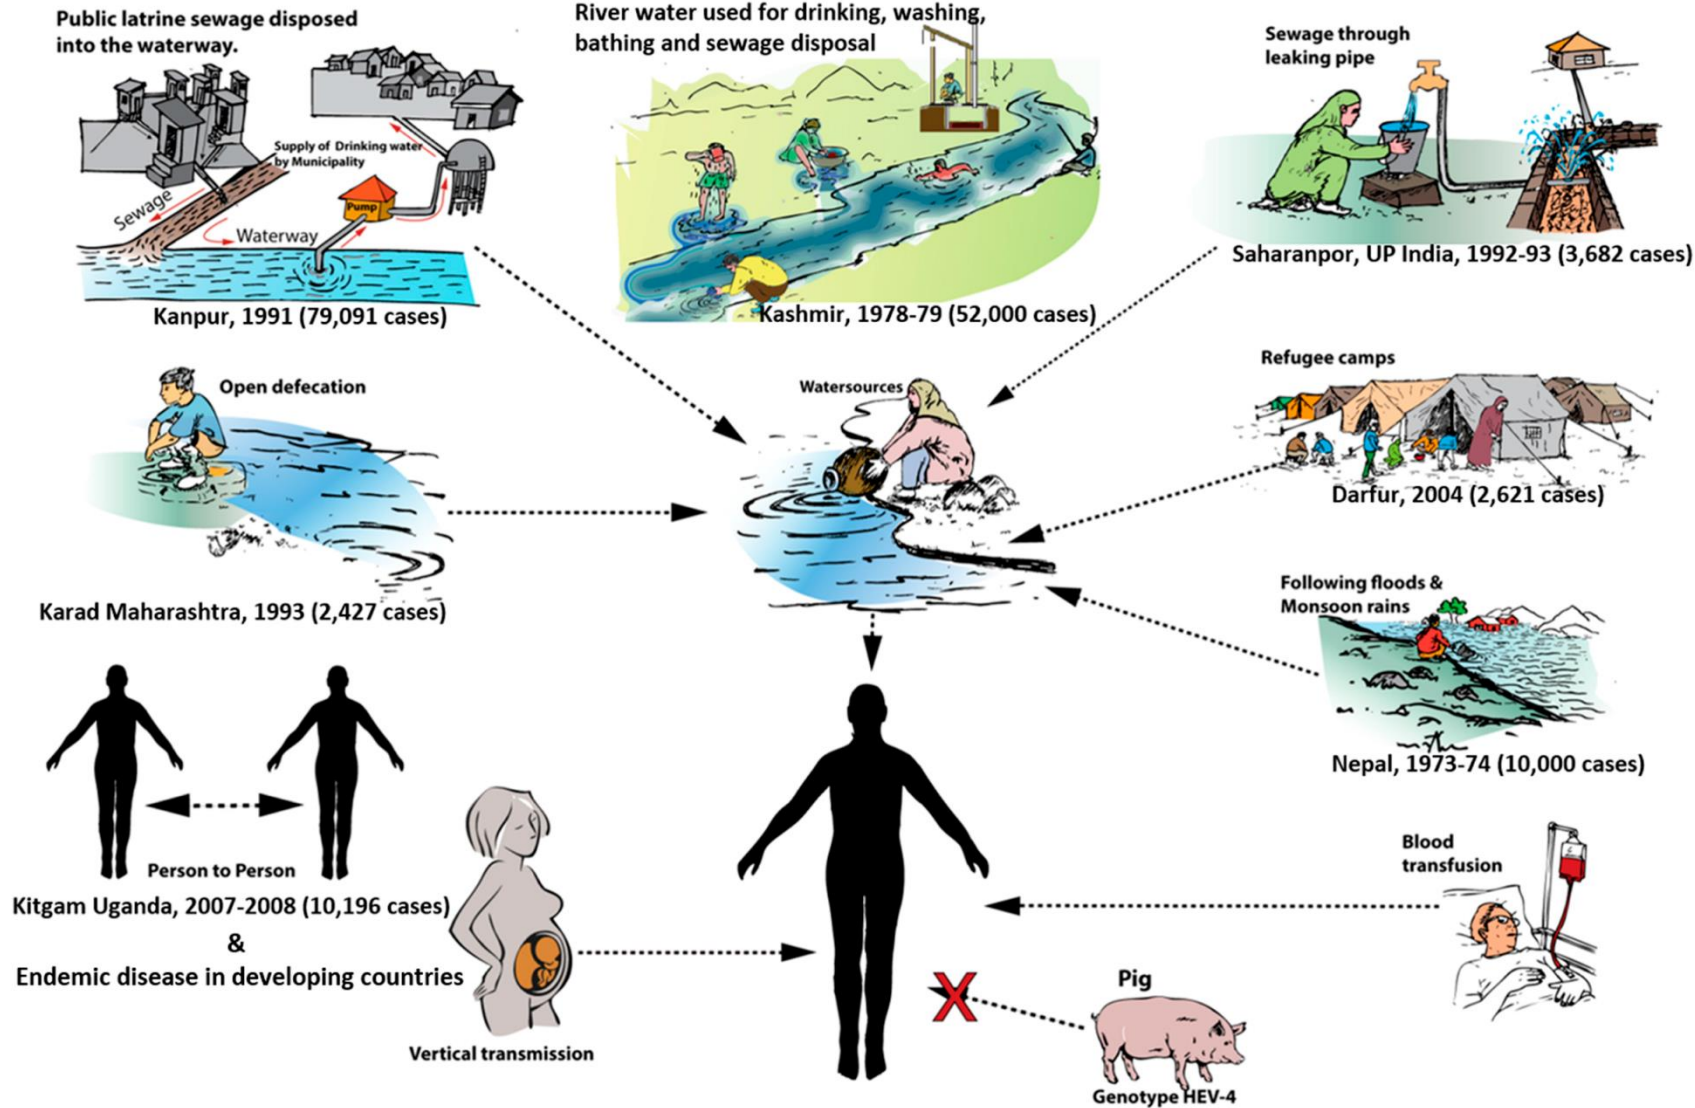 Public latrine sewage disposed
into the waterway.
Supply of Drinking water
by Municipality
Pump
Sewage
Waterway
Kanpur, 1991 (79,091 cases)
River water used for drinking, washing,
bathing and sewage disposal
Kashmir, 1978-79 (52,000 cases)
Sewage through
leaking pipe
Saharanpor, UP India, 1992-93 (3,682 cases)
Open defecation
Karad Maharashtra, 1993 (2,427 cases)
Watersources
Refugee camps
Darfur, 2004 (2,621 cases)
Following floods &
Monsoon rains
Nepal, 1973-74 (10,000 cases)
Person to Person
Kitgam Uganda, 2007-2008 (10,196 cases)
&
Endemic disease in developing countries
Vertical transmission
Blood
transfusion
X
Pig
Genotype HEV-4